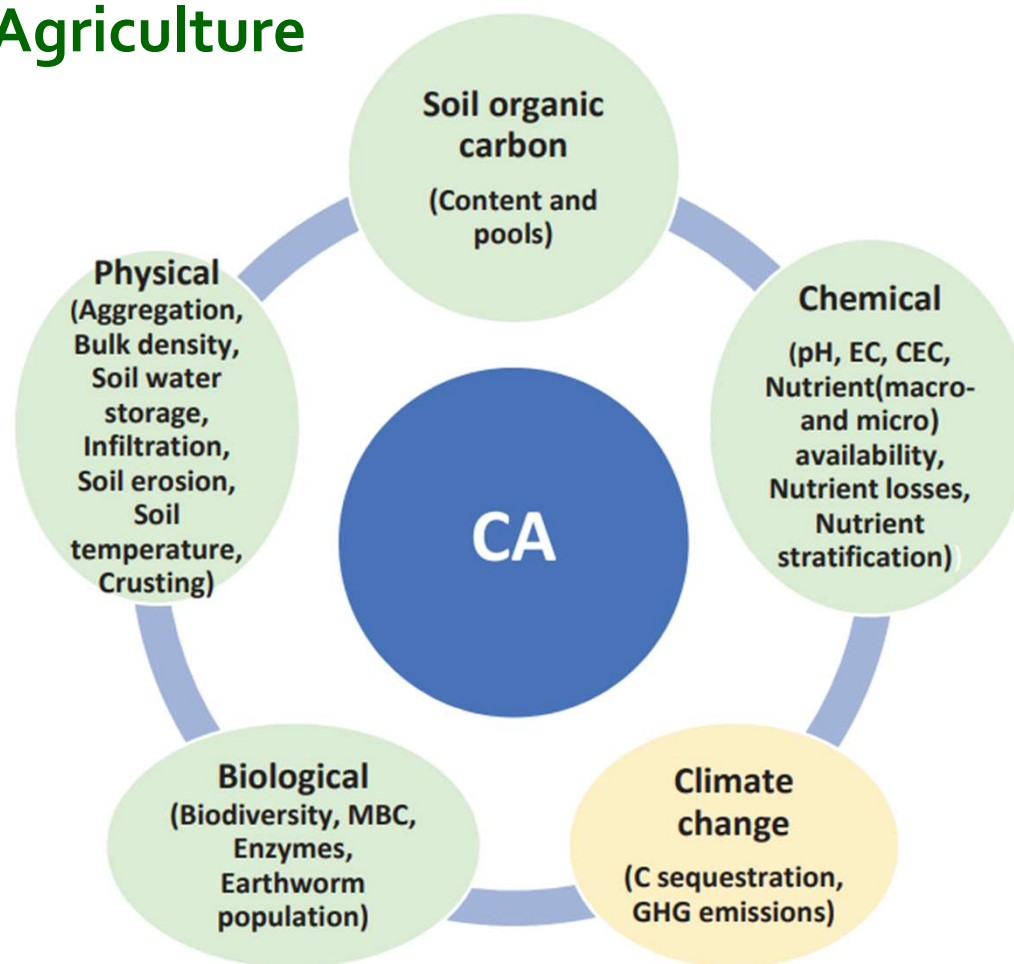 Agriculture
Soil organic
carbon
(Content and
pools)
Chemical
(pH, EC, CEC,
Nutrient(macro-
and micro)
availability,
Nutrient losses,
Nutrient
stratification))
Climate
change
(C sequestration,
GHG emissions)
Biological
(Biodiversity, MBC,
Enzymes,
Earthworm
population)
Physical
(Aggregation,
Bulk density,
Soil water
storage,
Infiltration,
Soil erosion,
Soil
temperature,
Crusting)
CA